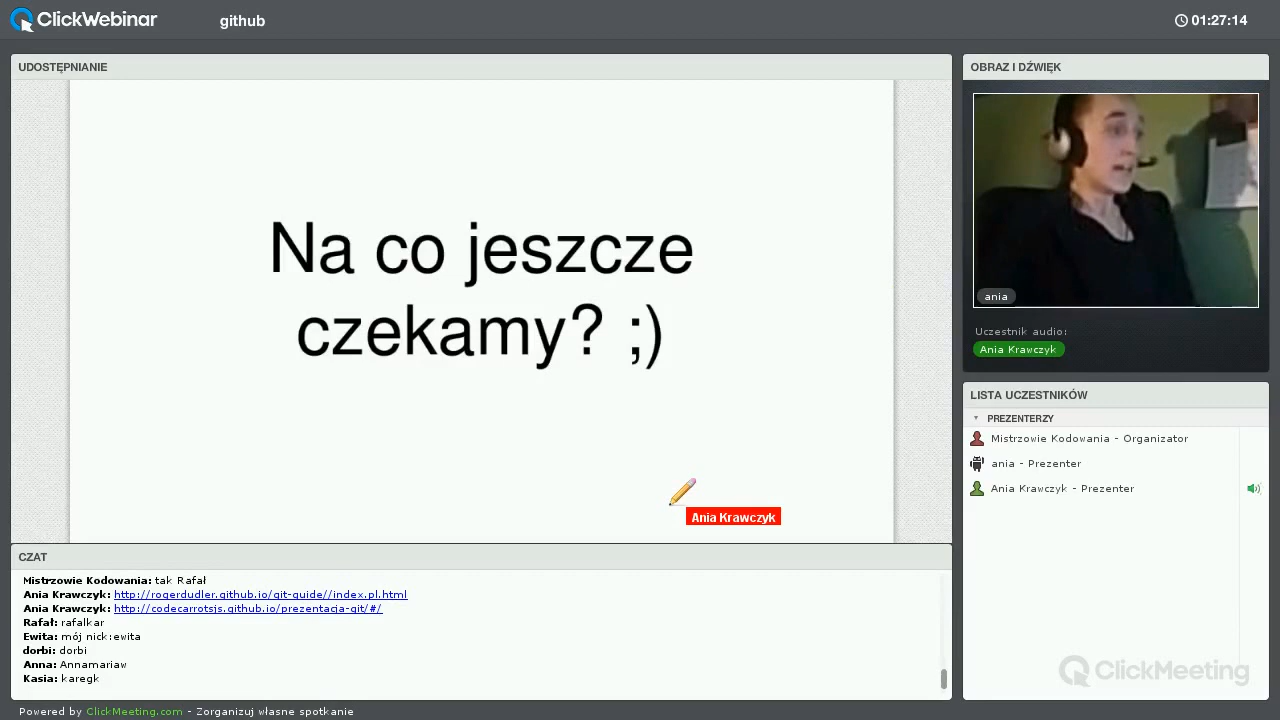 ClickWebinar
github
01:27:14
UDOSTĘPNIANIE
Na co jeszcze
czekamy? ;)
Ania Krawczyk
CZAT
Mistrzowie Kodowania: tak Rafał
Ania Krawczyk: http://rogerdudler.github.io/git-guide//index.pl.html
Ania Krawczyk: http://codecarrotsjs.github.io/prezentacja-git/#/
Rafał: rafalkar
Ewita: mój nick:ewita
dorbi: dorbi
Anna: Annamariaw
Kasia: karegk
OBRAZ I DŹWIĘK
ania
Uczestnik audio:
Ania Krawczyk
LISTA UCZESTNIKÓW
PREZENTERZY
Mistrzowie Kodowania - Organizator
ania - Prezenter
Ania Krawczyk - Prezenter
ClickMeeting
Powered by ClickMeeting.com - Zorganizuj własne spotkanie